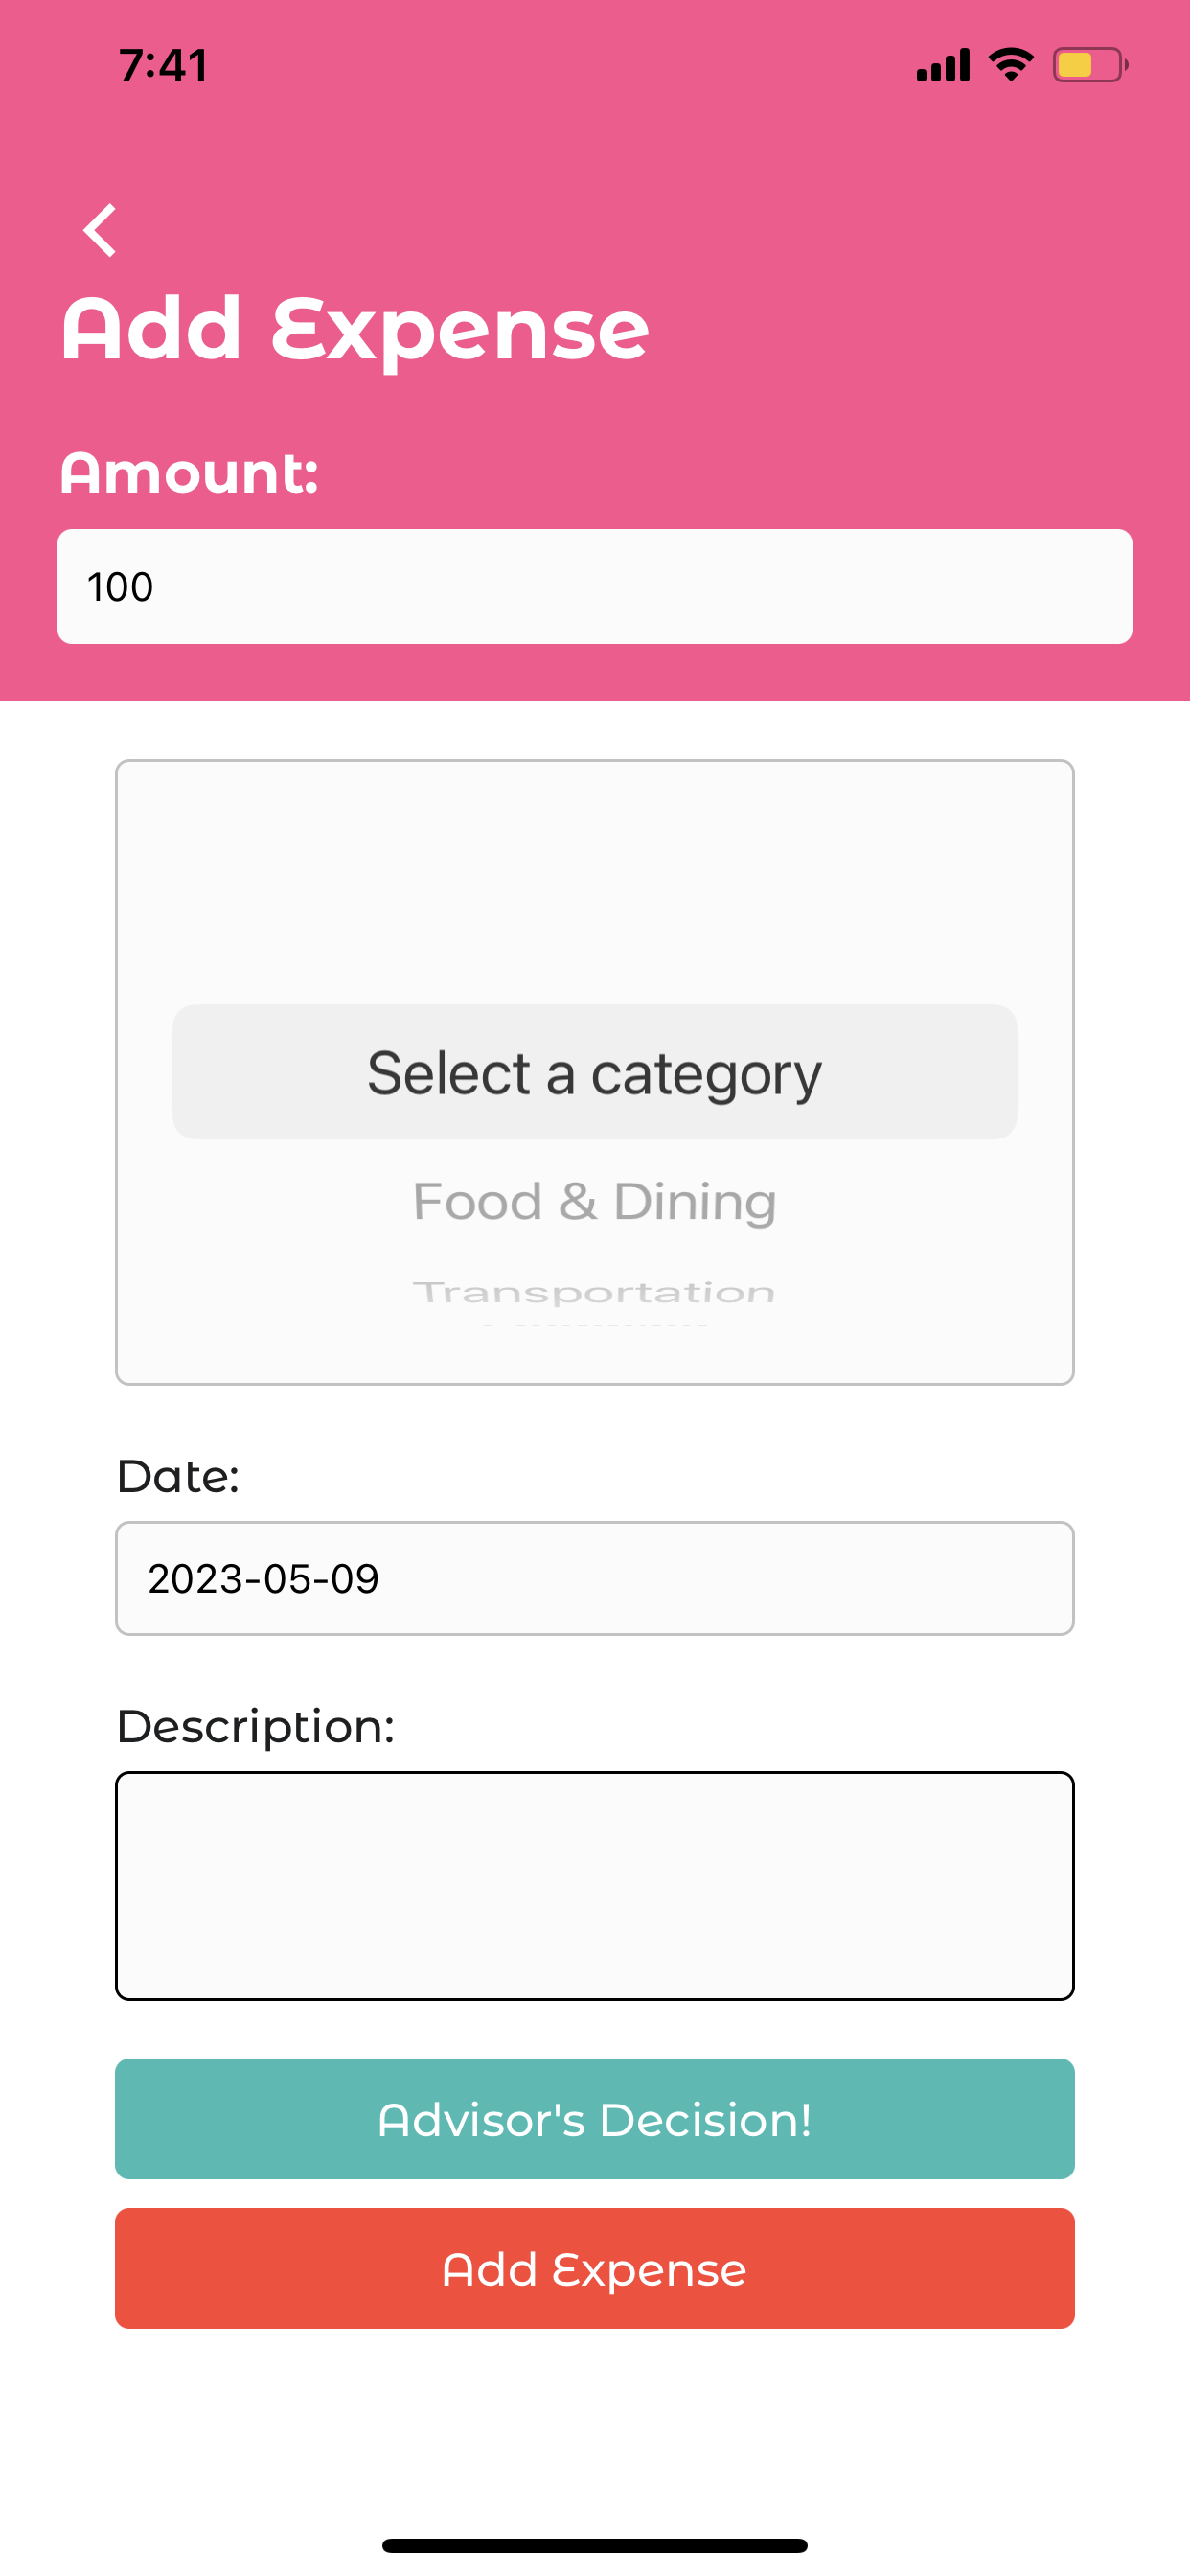 7:41
Add Expense
Amount:
100
Select a category
Food & Dining
Transportation
Date:
2023-05-09
Description:
Advisor's Decision!
Add Expense